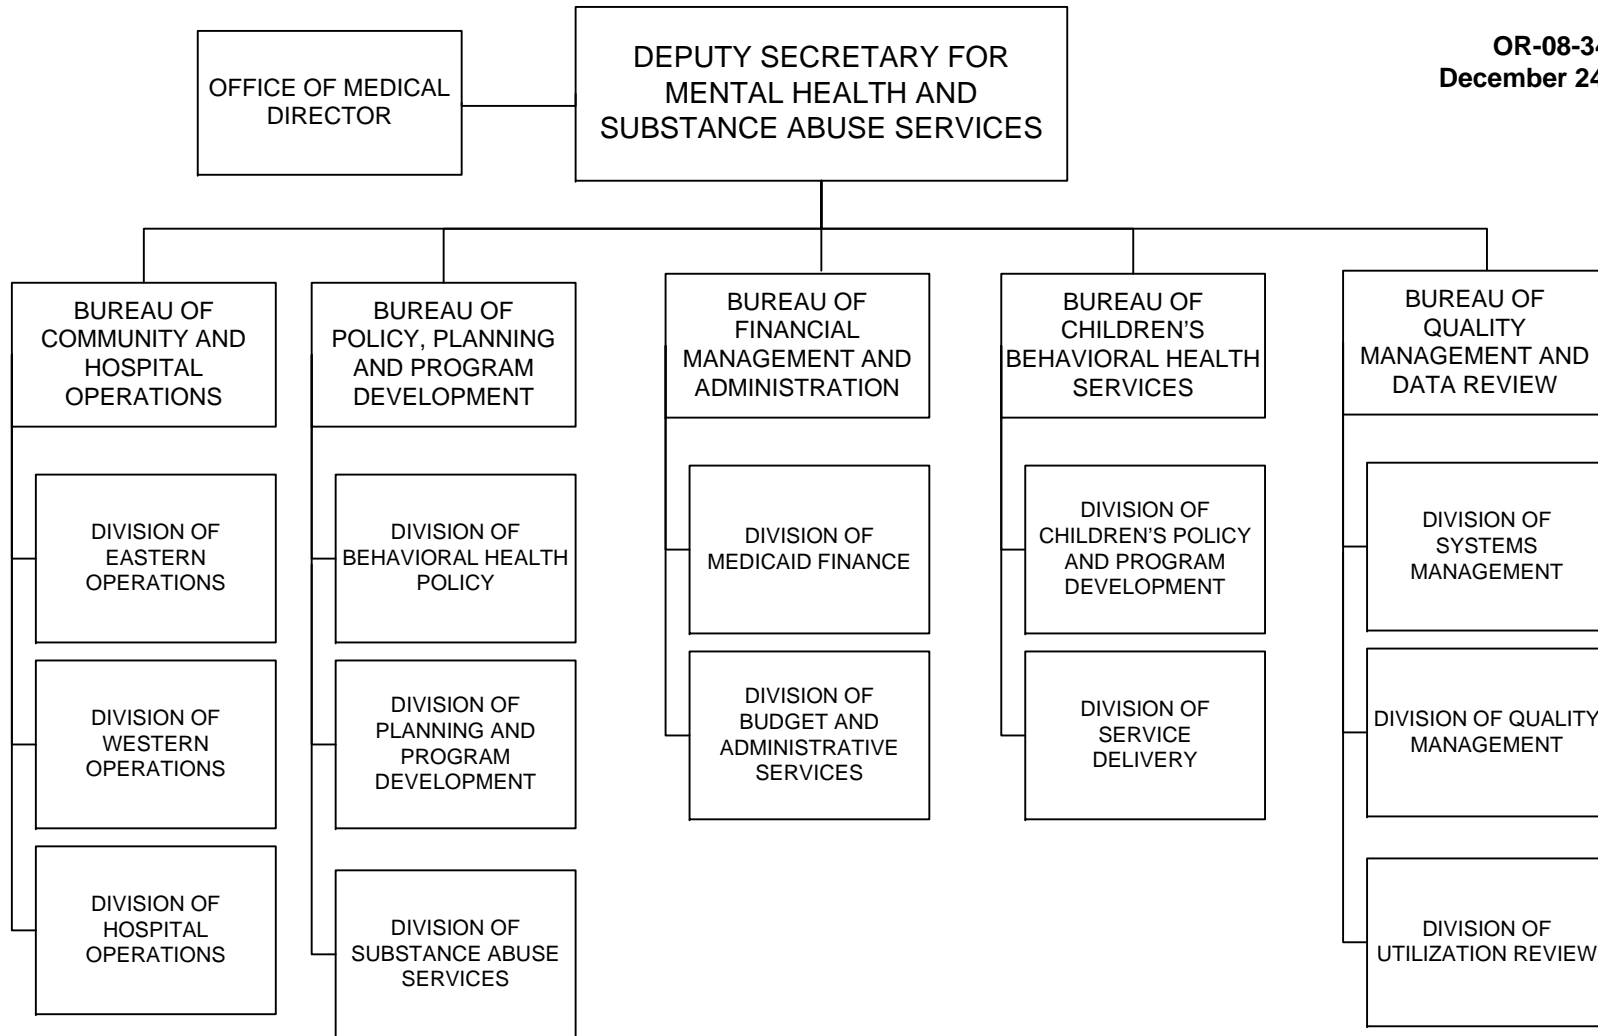 OFFICE OF MEDICAL
DIRECTOR
DEPUTY SECRETARY FOR
MENTAL HEALTH AND
SUBSTANCE ABUSE SERVICES
OR-08-34
December 24
BUREAU OF
COMMUNITY AND
HOSPITAL
OPERATIONS
DIVISION OF
EASTERN
OPERATIONS
DIVISION OF
WESTERN
OPERATIONS
DIVISION OF
HOSPITAL
OPERATIONS
BUREAU OF
POLICY, PLANNING
AND PROGRAM
DEVELOPMENT
DIVISION OF
BEHAVIORAL HEALTH
POLICY
DIVISION OF
PLANNING AND
PROGRAM
DEVELOPMENT
DIVISION OF
SUBSTANCE ABUSE
SERVICES
BUREAU OF
FINANCIAL
MANAGEMENT AND
ADMINISTRATION
DIVISION OF
MEDICAID FINANCE
DIVISION OF
BUDGET AND
ADMINISTRATIVE
SERVICES
BUREAU OF
CHILDREN’S
BEHAVIORAL HEALTH
SERVICES
DIVISION OF
CHILDREN’S POLICY
AND PROGRAM
DEVELOPMENT
DIVISION OF
SERVICE
DELIVERY
BUREAU OF
QUALITY
MANAGEMENT AND
DATA REVIEW
DIVISION OF
SYSTEMS
MANAGEMENT
DIVISION OF QUALITY
MANAGEMENT
DIVISION OF
UTILIZATION REVIEW